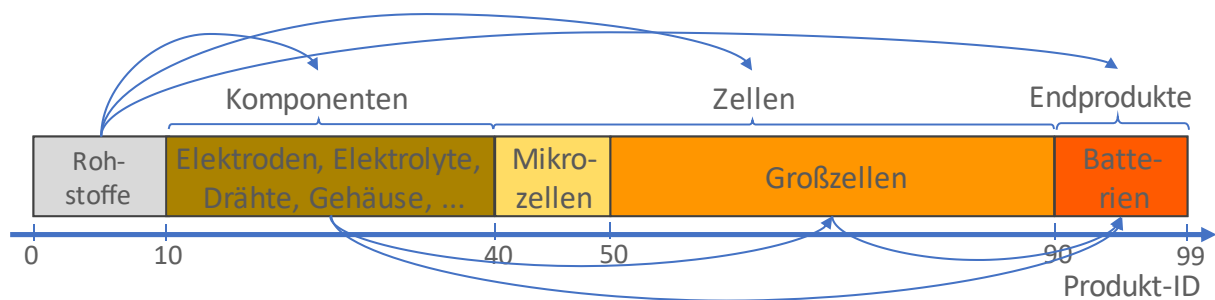 Komponenten
Zellen
Endprodukte
Roh-
stoffe
Elektroden, Elektrolyte,
Drähte, Gehäuse, ...
Mikro-
zellen
Großzellen
Batte-
rien
0
10
40
50
90
99
Produkt-ID